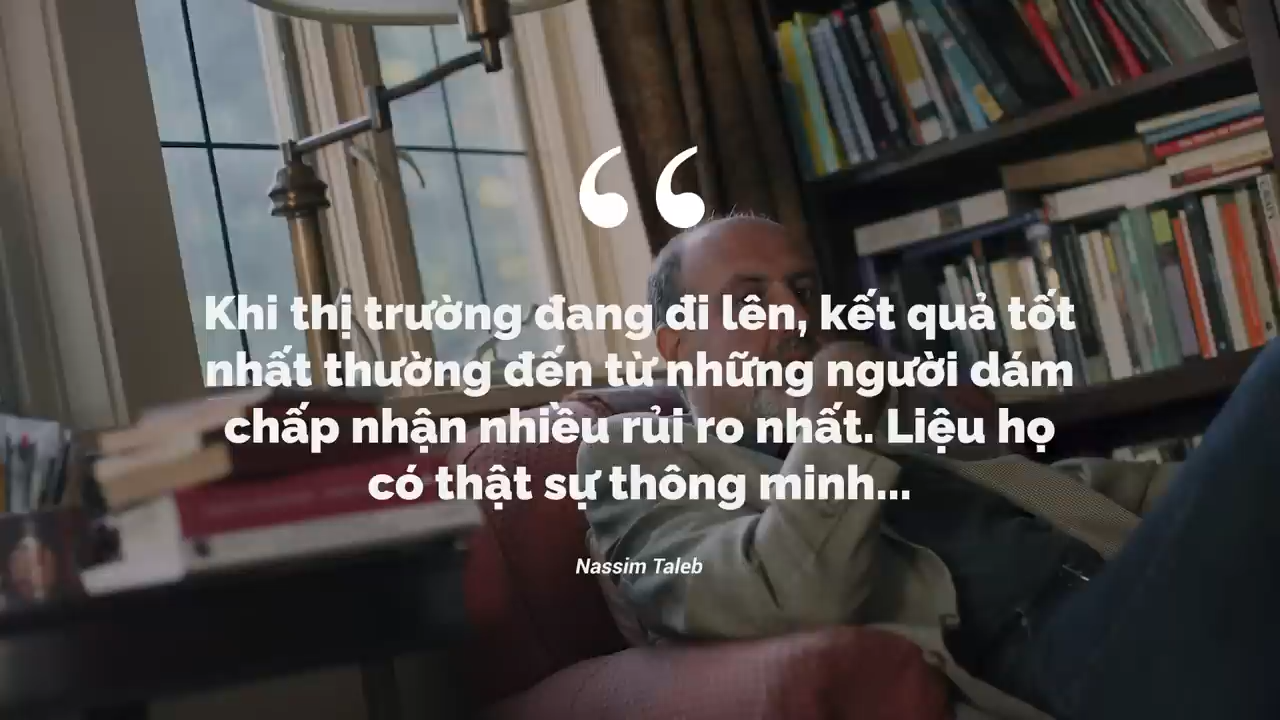 “
Khi thị trường đang đi lên, kết quả tốt
nhất thường đến từ những người dám
chấp nhận nhiều rủi ro nhất. Liệu họ
có thật sự thông minh...
Nassim Taleb